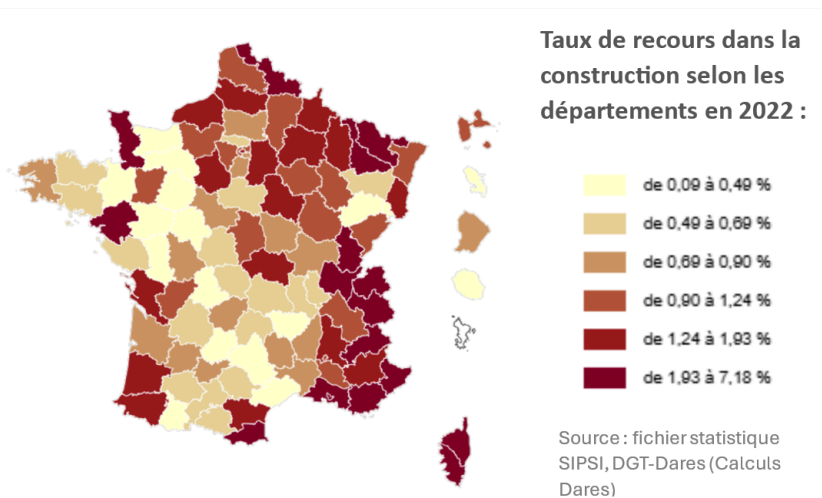 Taux de recours dans la
construction selon les
départements en 2022 :
de 0,09 à 0,49 %
de 0,49 à 0,69 %
de 0,69 à 0,90 %
de 0,90 à 1,24 %
de 1,24 à 1,93 %
de 1,93 à 7,18 %
Source : fichier statistique
SIPSI, DGT-Dares (Calculs
Dares)